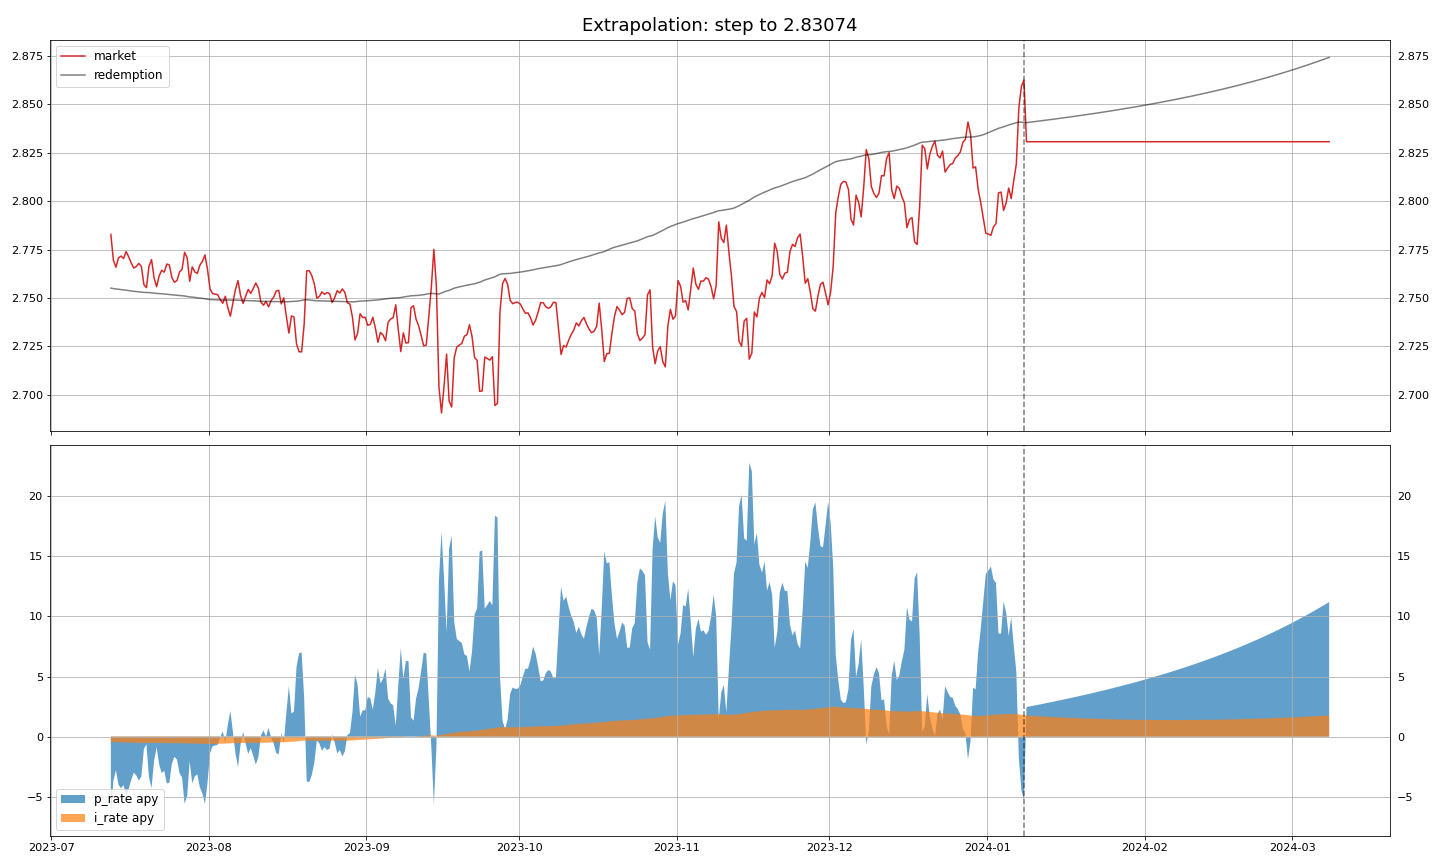 Extrapolation: step to 2.83074
market
redemption
2.875 2.875
2.850 2.850
2.825 2.825
2.800 2.800
2.775 2.775
2.750 2.750
2.725 2.725
2.700 2.700
20 20
15 15
10 10
5 5
0 0
−5 −5
p_rate apy
i_rate apy
2023-07 2023-08 2023-09 2023-10 2023-11 2023-12 2024-01 2024-02 2024-03